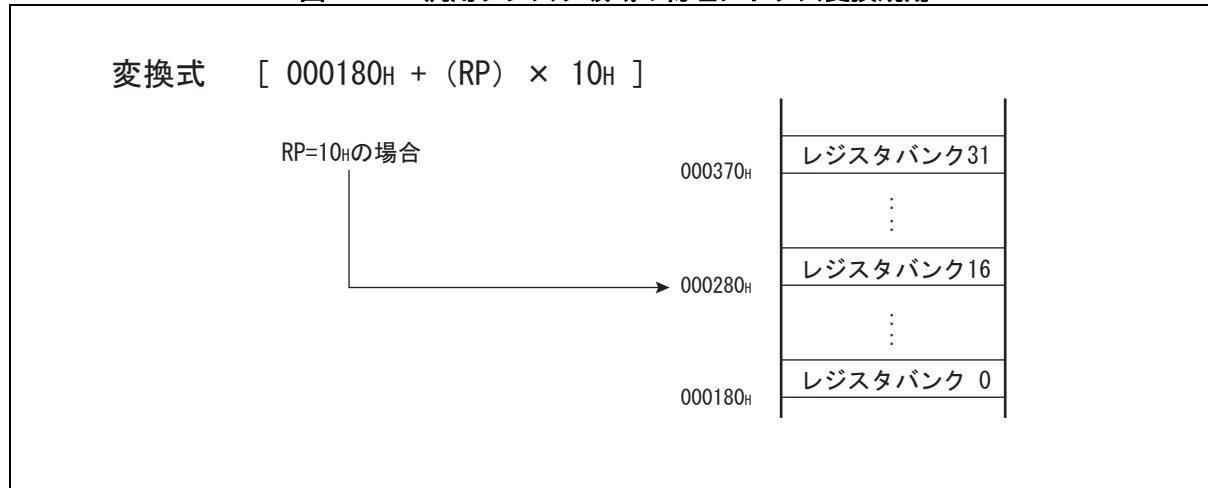 変換式 [ 000180H + (RP) × 10H ]
RP=10Hの場合
000370H
レジスタバンク31
000280H
レジスタバンク16
000180H
レジスタバンク 0